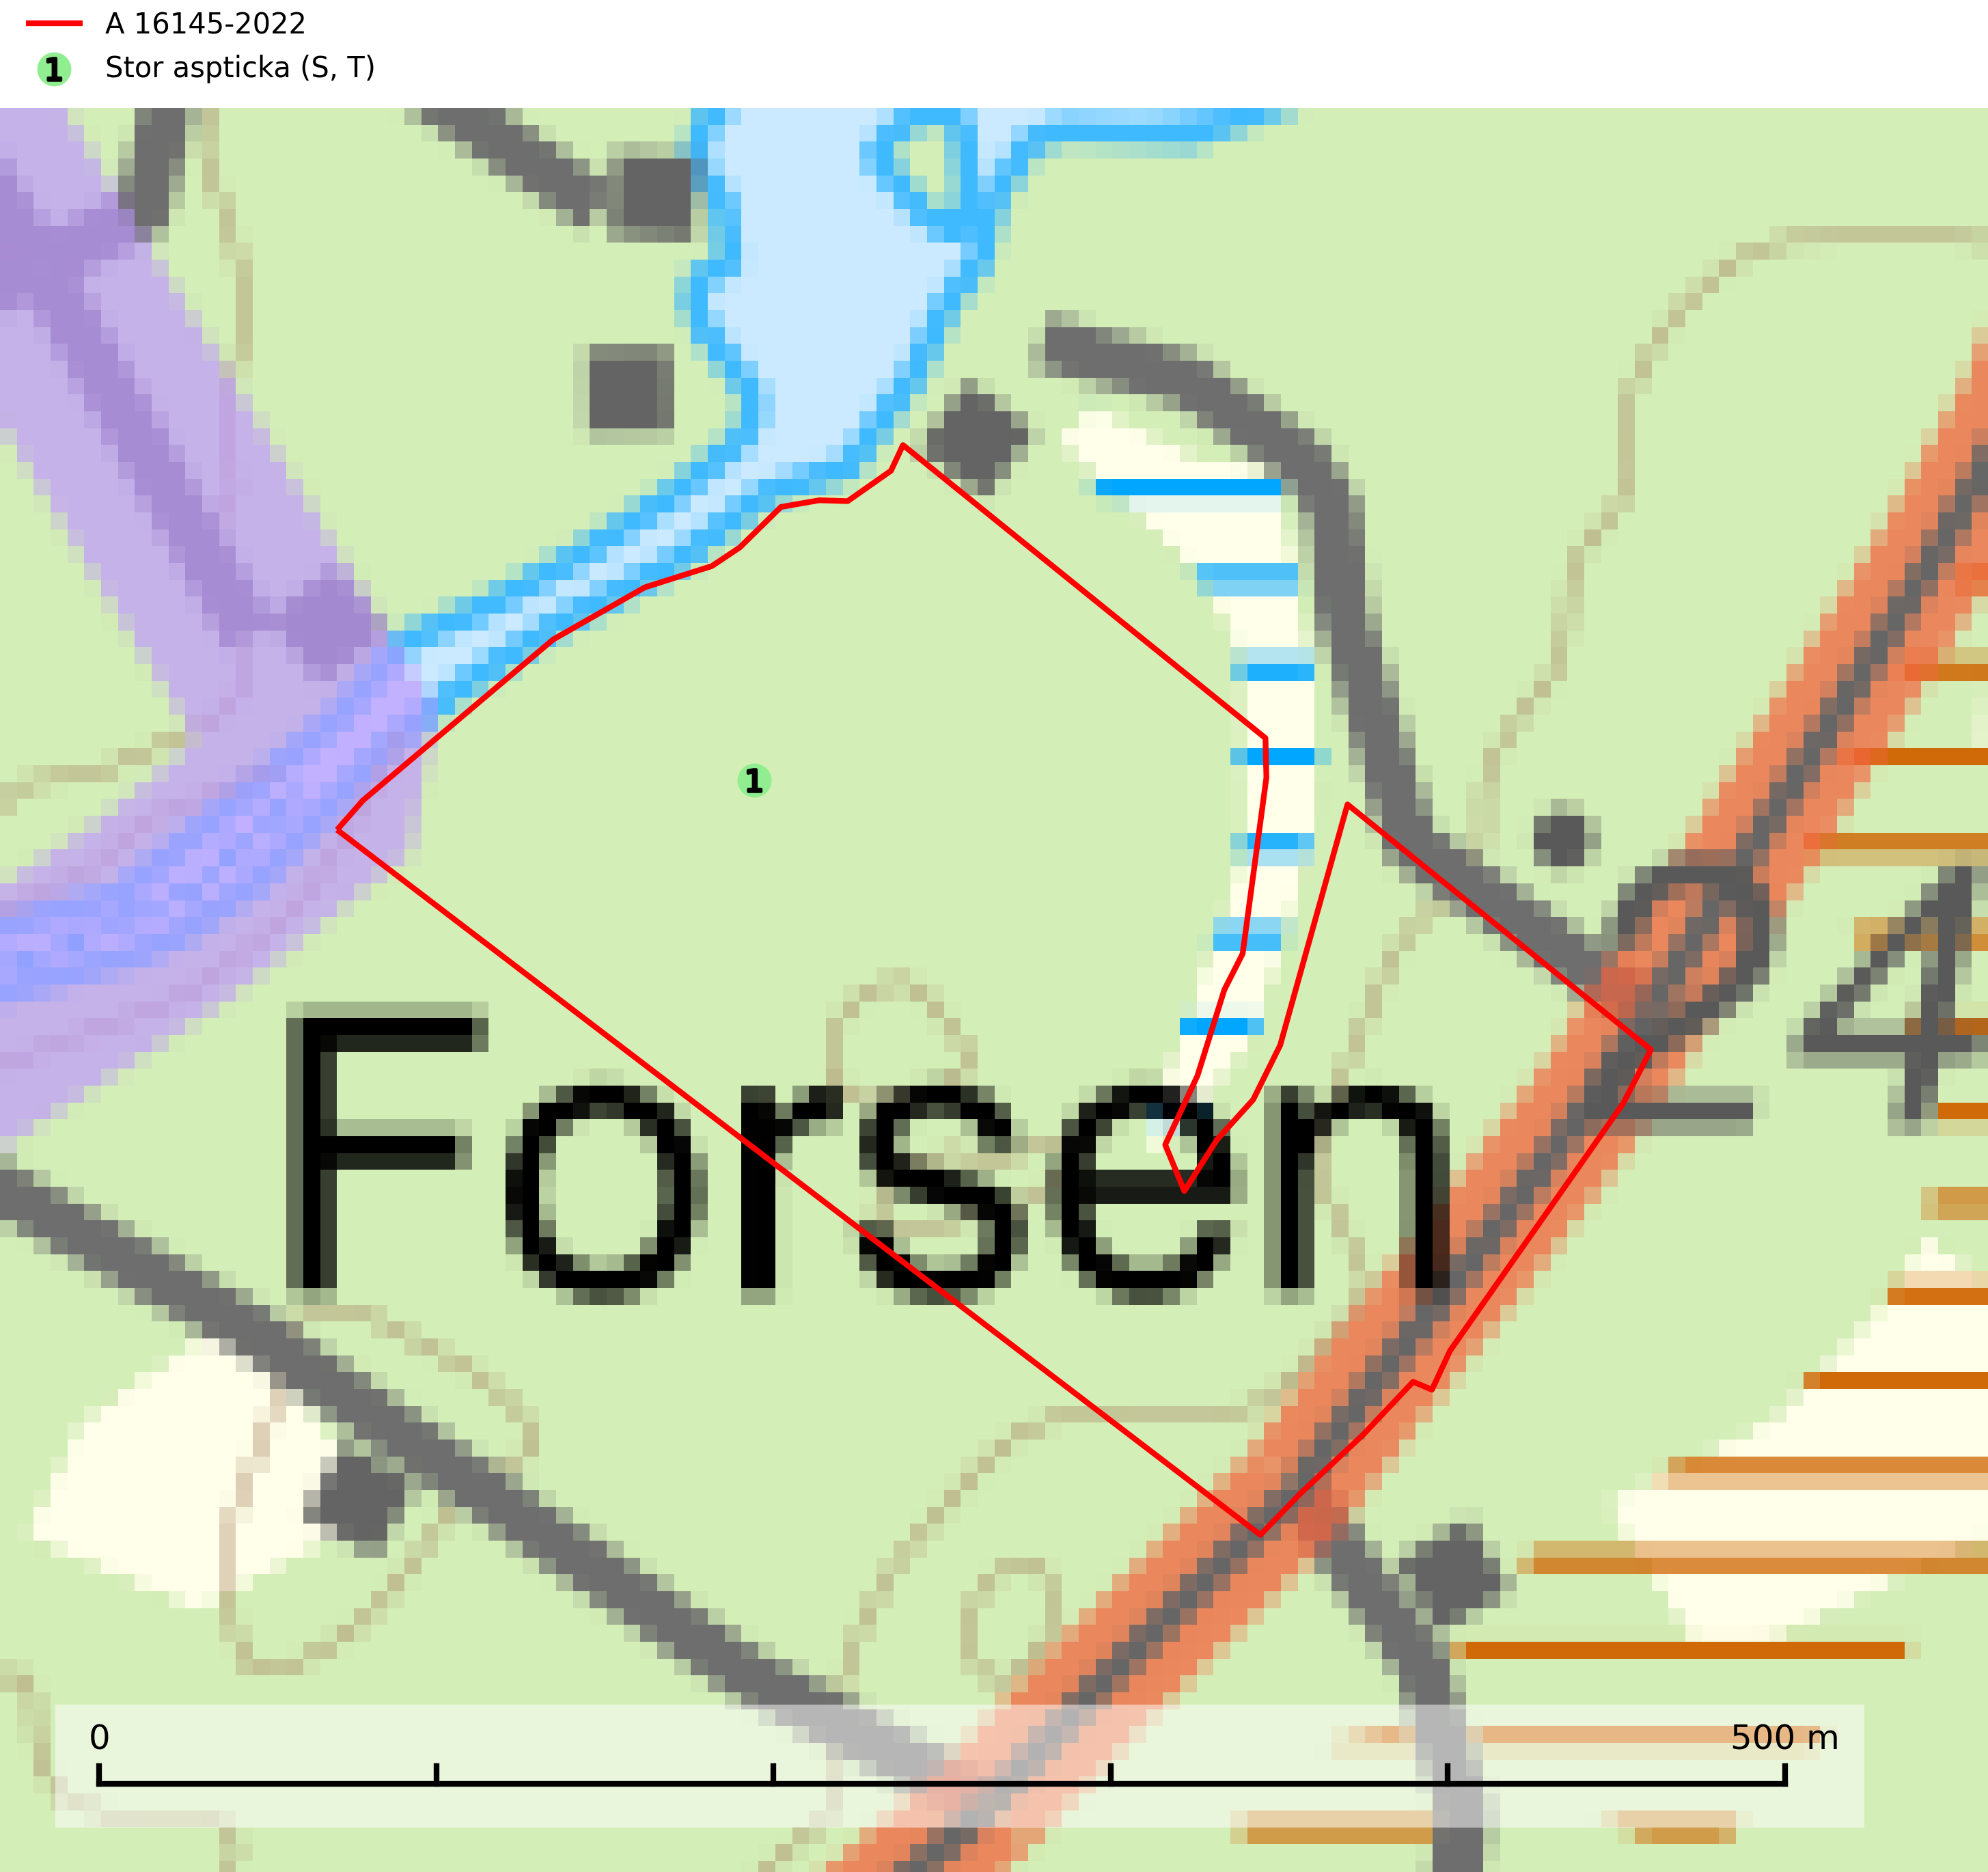 A 16145-2022
1 Stor aspticka (S, T)
1
Forsen
4
0 500 m